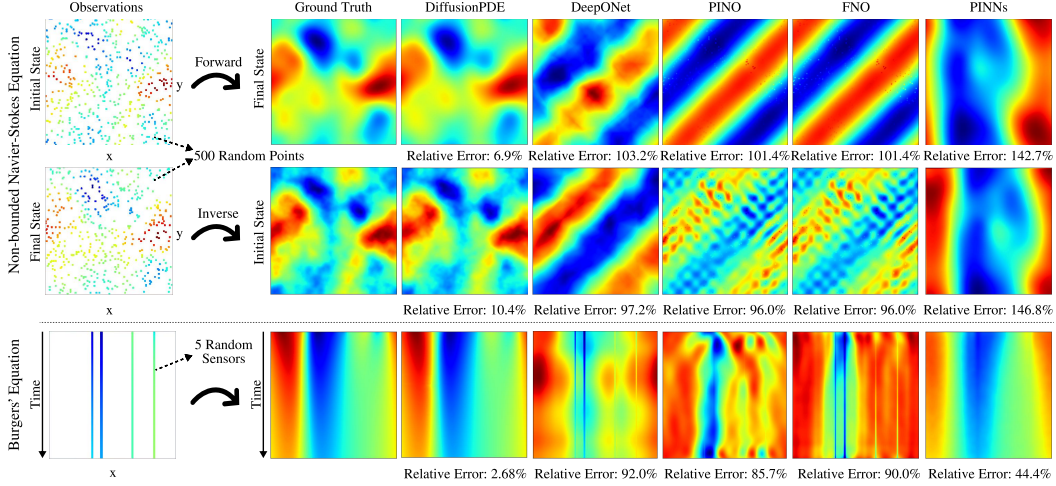 Observations
Ground Truth
DiffusionPDE
DeepONet
PINO
FNO
PINNs
Non-bounded Navier-Stokes Equation
Initial State
y
x
Forward
Final State
Relative Error: 6.9%
Relative Error: 103.2%
Relative Error: 101.4%
Relative Error: 101.4%
Relative Error: 142.7%
500 Random Points
Final State
y
x
Inverse
Initial State
Relative Error: 10.4%
Relative Error: 97.2%
Relative Error: 96.0%
Relative Error: 96.0%
Relative Error: 146.8%
Burgers' Equation
Time
x
5 Random
Sensors
Time
Relative Error: 2.68%
Relative Error: 92.0%
Relative Error: 85.7%
Relative Error: 90.0%
Relative Error: 44.4%